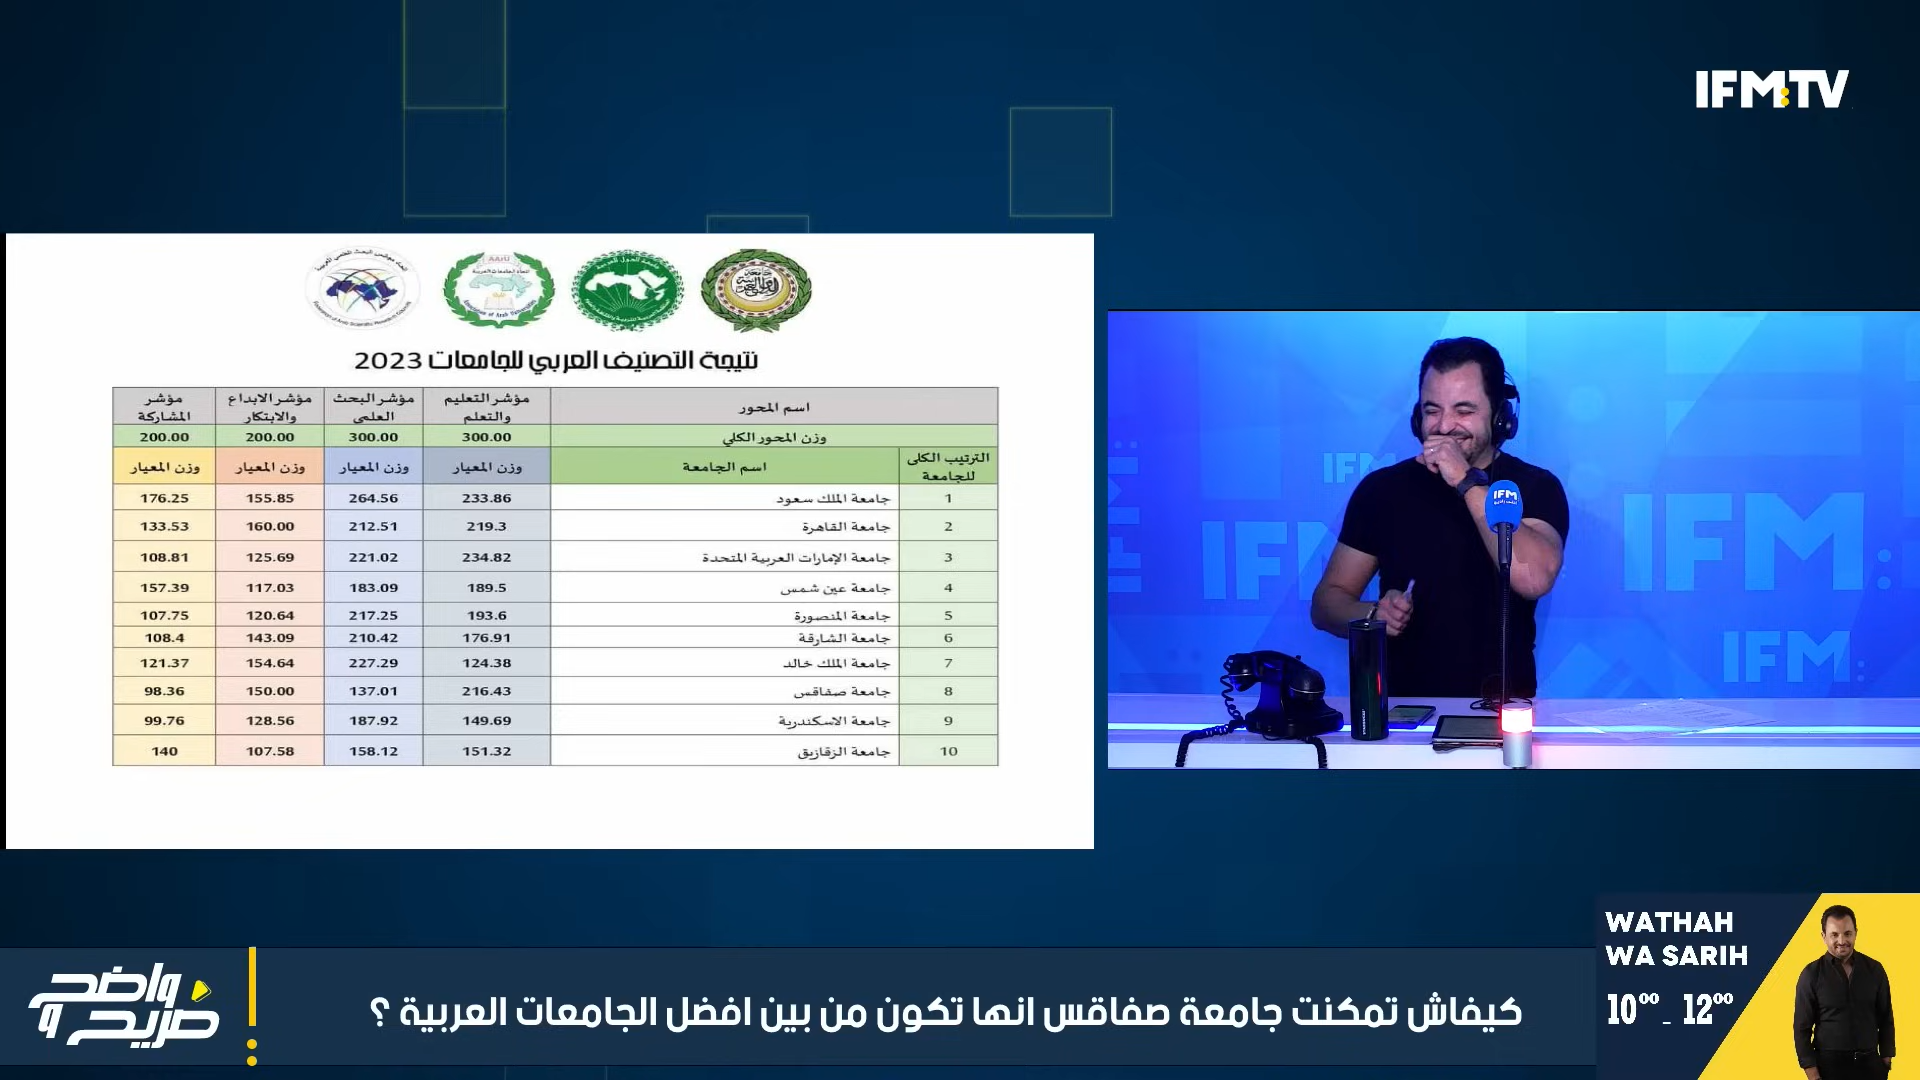 IFM:TV
نتيجة التصنيف العربي للجامعات 2023
اسم المحور مؤشر التعليم والتعلم مؤشر البحث العلمي مؤشر الابداع والابتكار مؤشر المشاركة
وزن المحور الكلي 300.00 300.00 200.00 200.00
الترتيب الكلي للجامعة اسم الجامعة وزن المعيار وزن المعيار وزن المعيار وزن المعيار
1 جامعة الملك سعود 233.86 264.56 155.85 176.25
2 جامعة القاهرة 219.3 212.51 160.00 133.53
3 جامعة الإمارات العربية المتحدة 234.82 221.02 125.69 108.81
4 جامعة عين شمس 189.5 183.09 117.03 157.39
5 جامعة المنصورة 193.6 217.25 120.64 107.75
6 جامعة الشارقة 176.91 210.42 143.09 108.4
7 جامعة الملك خالد 124.38 227.29 154.64 121.37
8 جامعة صفاقس 216.43 137.01 150.00 98.36
9 جامعة الاسكندرية 149.69 187.92 128.56 99.76
10 جامعة الزقازيق 151.32 158.12 107.58 140
IFM
IFM
IFM:
IFM:
IFM
واضح و صريح
كيفاش تمكنت جامعة صفاقس انها تكون من بين افضل الجامعات العربية ؟
WATHAH
WA SARIH
10⁰⁰ - 12⁰⁰